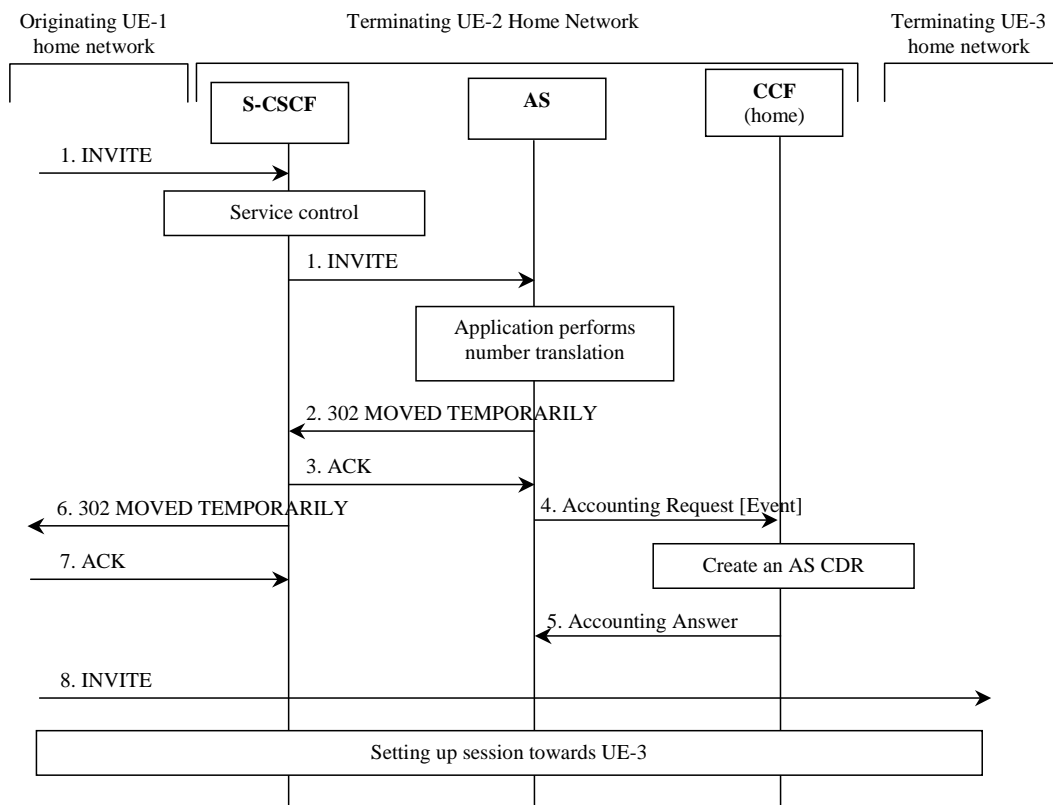 Originating UE-1
home network
Terminating UE-2 Home Network
Terminating UE-3
home network
S-CSCF
AS
CCF
(home)
1. INVITE
Service control
1. INVITE
Application performs
number translation
2. 302 MOVED TEMPORARILY
3. ACK
6. 302 MOVED TEMPORARILY
4. Accounting Request [Event]
7. ACK
Create an AS CDR
5. Accounting Answer
8. INVITE
Setting up session towards UE-3